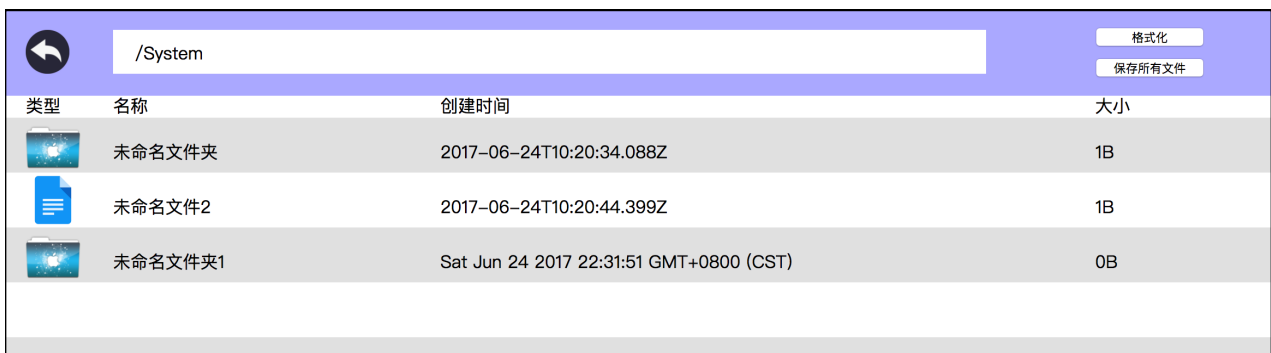 /System
格式化
保存所有文件
类型 名称 创建时间 大小
未命名文件夹 2017-06-24T10:20:34.088Z 1B
未命名文件2 2017-06-24T10:20:44.399Z 1B
未命名文件夹1 Sat Jun 24 2017 22:31:51 GMT+0800 (CST) 0B